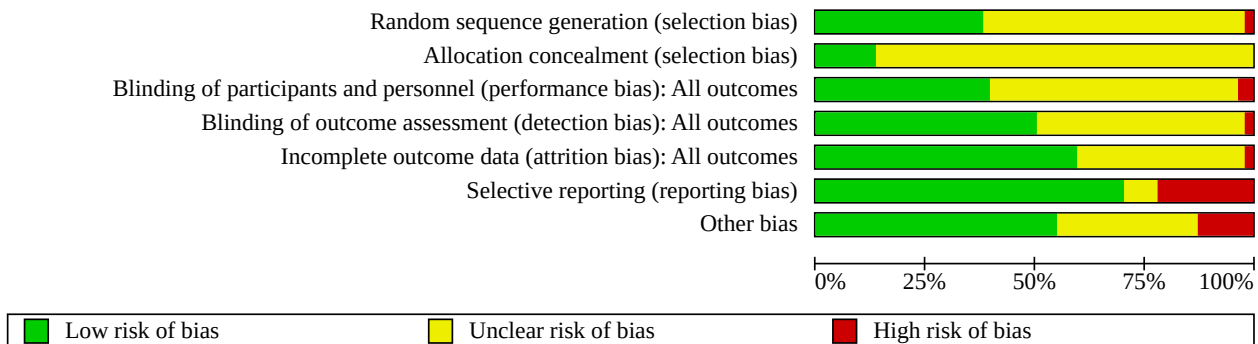 Random sequence generation (selection bias)
Allocation concealment (selection bias)
Blinding of participants and personnel (performance bias): All outcomes
Blinding of outcome assessment (detection bias): All outcomes
Incomplete outcome data (attrition bias): All outcomes
Selective reporting (reporting bias)
Other bias
0% 25% 50% 75% 100%
Low risk of bias Unclear risk of bias High risk of bias